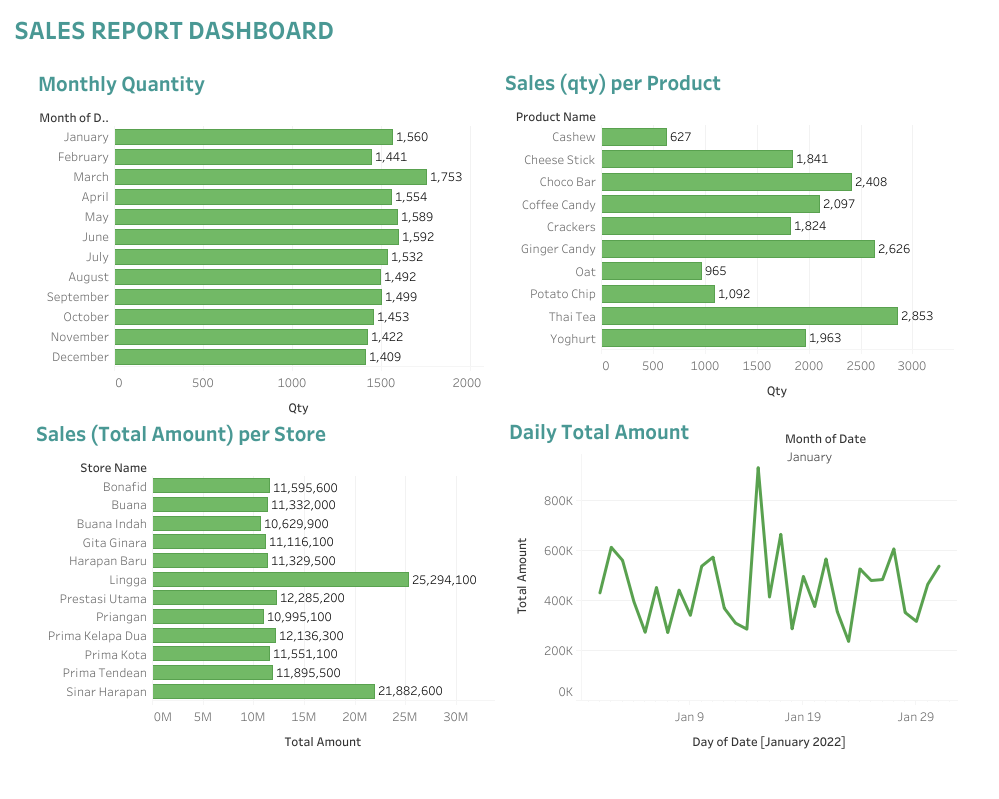 SALES REPORT DASHBOARD
Monthly Quantity
Month of D..
January 1,560
February 1,441
March 1,753
April 1,554
May 1,589
June 1,592
July 1,532
August 1,492
September 1,499
October 1,453
November 1,422
December 1,409
0 500 1000 1500 2000
Qty
Sales (qty) per Product
Product Name
Cashew 627
Cheese Stick 1,841
Choco Bar 2,408
Coffee Candy 2,097
Crackers 1,824
Ginger Candy 2,626
Oat 965
Potato Chip 1,092
Thai Tea 2,853
Yoghurt 1,963
0 500 1000 1500 2000 2500 3000
Qty
Sales (Total Amount) per Store
Store Name
Bonafid 11,595,600
Buana 11,332,000
Buana Indah 10,629,900
Gita Ginara 11,116,100
Harapan Baru 11,329,500
Lingga 25,294,100
Prestasi Utama 12,285,200
Priangan 10,995,100
Prima Kelapa Dua 12,136,300
Prima Kota 11,551,100
Prima Tendean 11,895,500
Sinar Harapan 21,882,600
0M 5M 10M 15M 20M 25M 30M
Total Amount
Daily Total Amount
Month of Date
January
800K
600K
400K
200K
0K
Total Amount
Jan 9 Jan 19 Jan 29
Day of Date [January 2022]